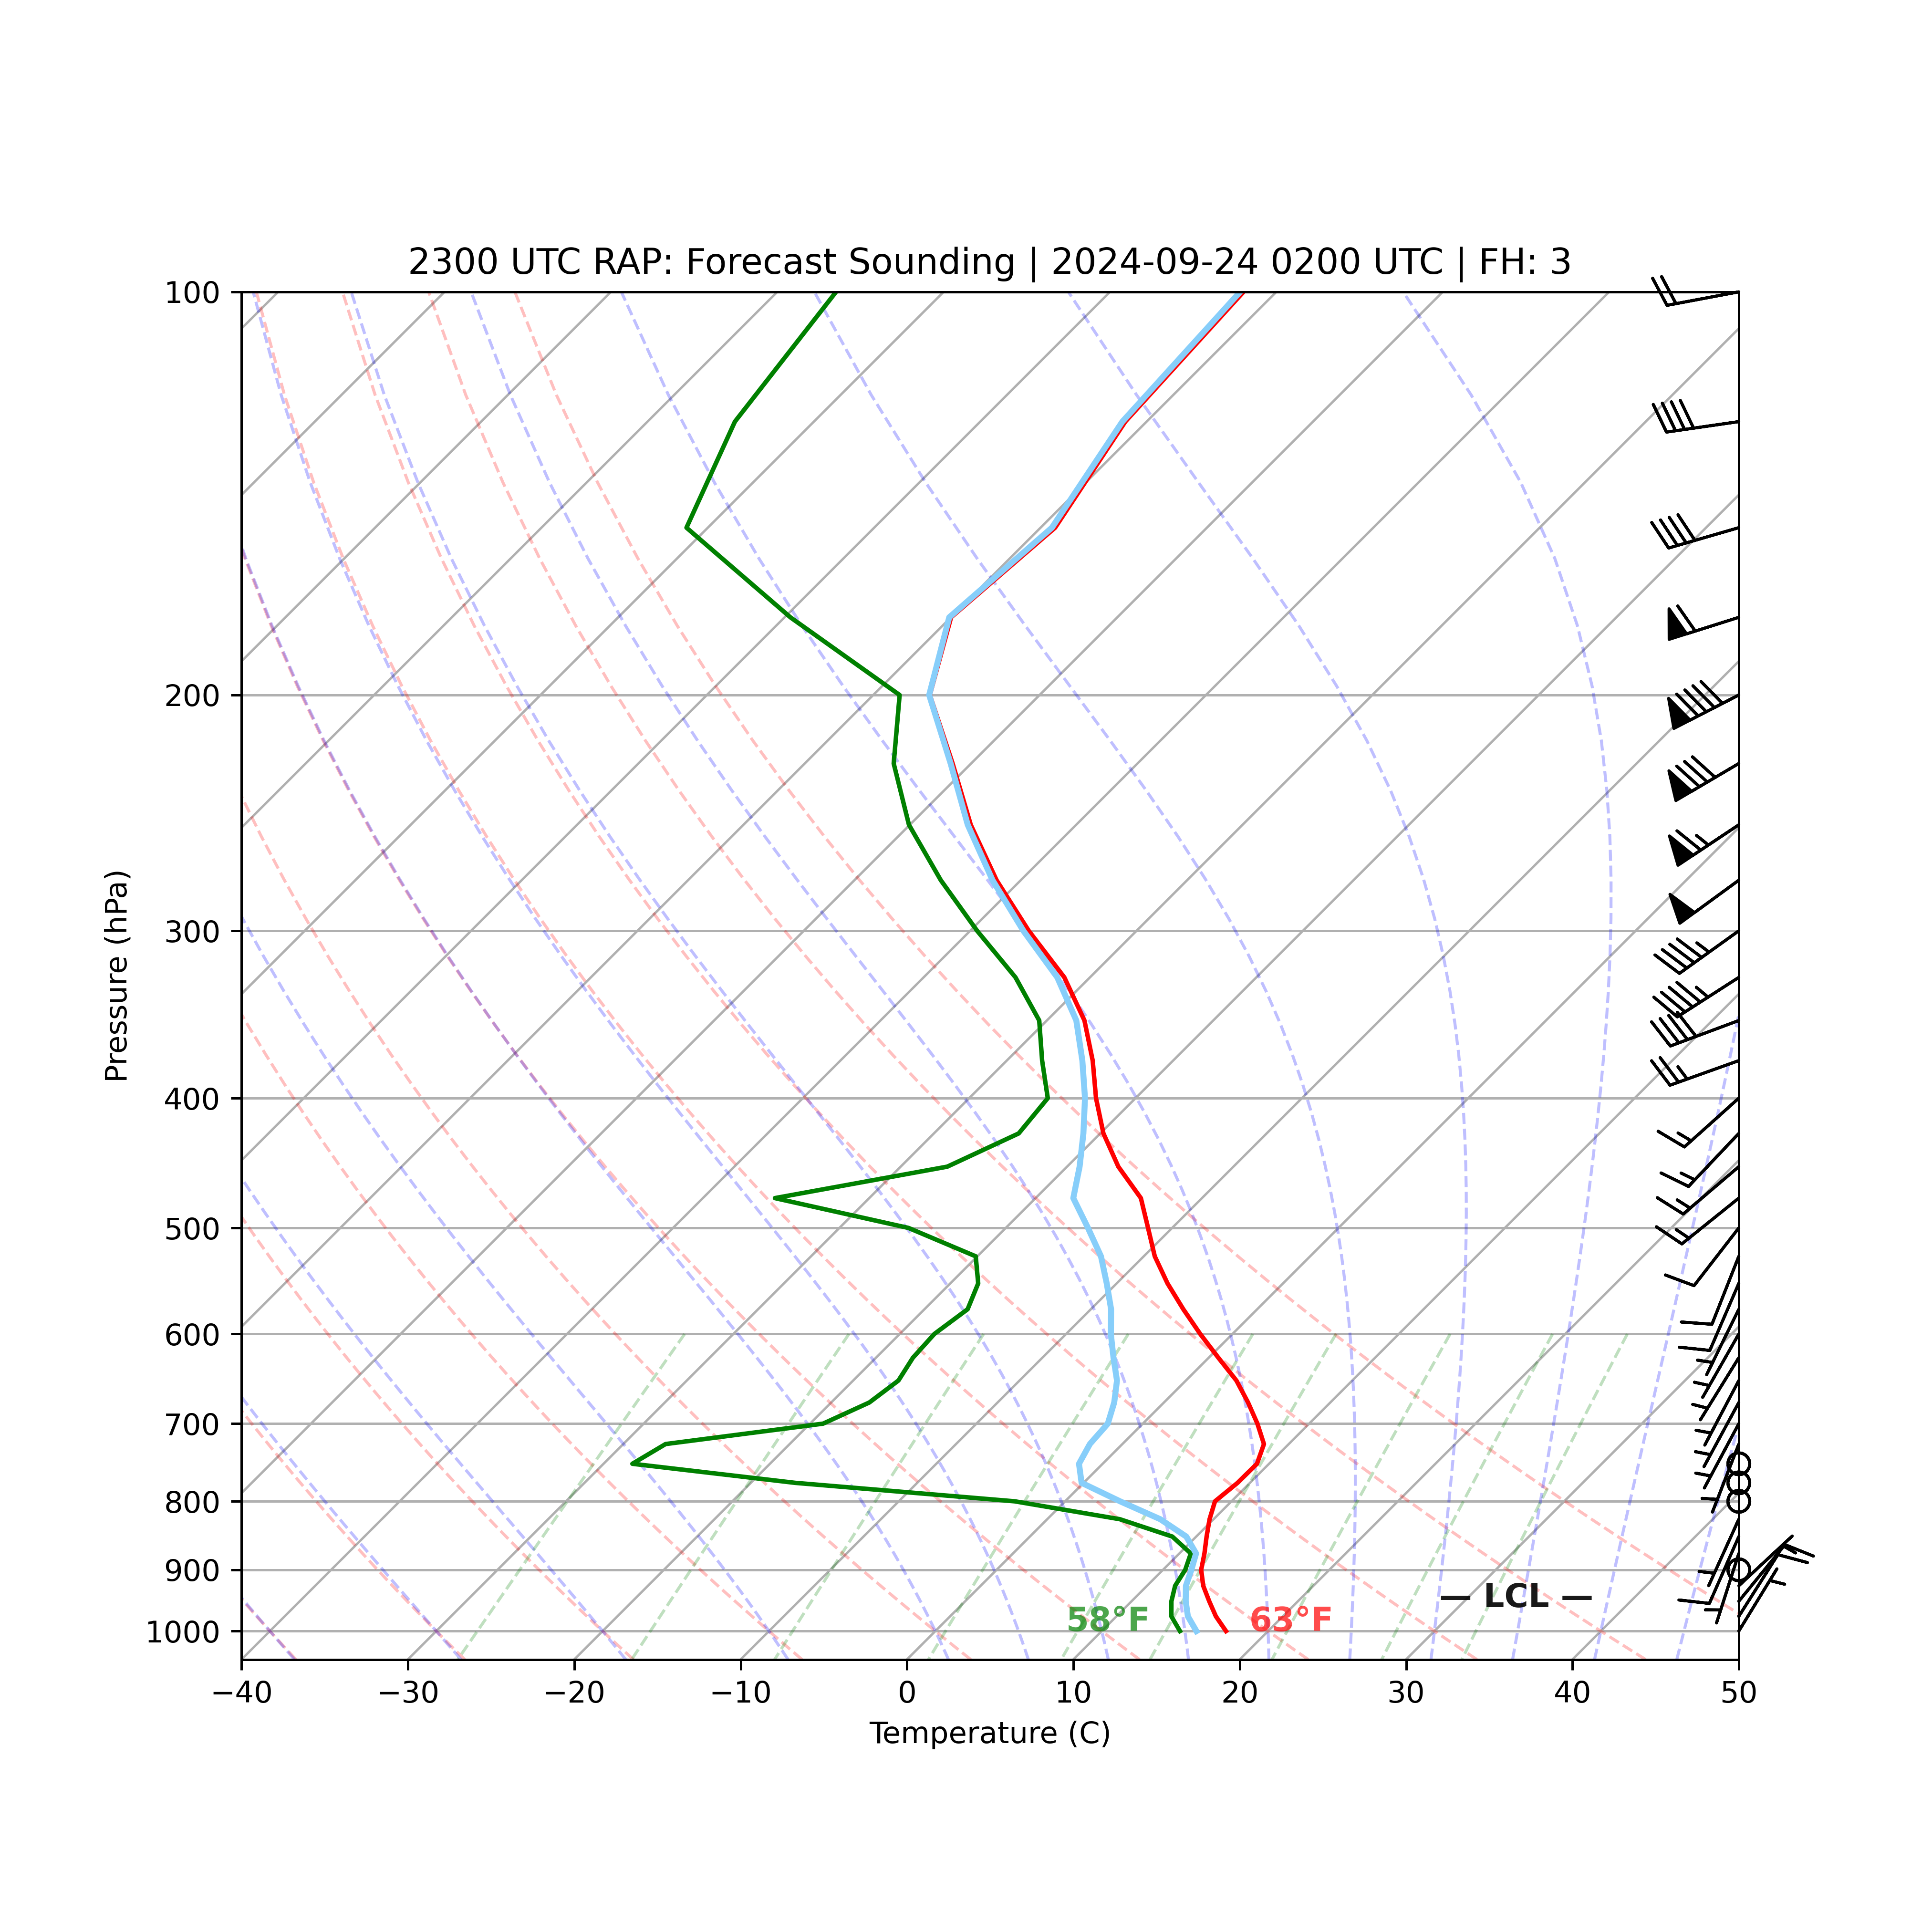 2300 UTC RAP: Forecast Sounding | 2024-09-24 0200 UTC | FH: 3
100
200
300
400
500
600
700
800
900
1000
Pressure (hPa)
— LCL —
58°F
63°F
−40 −30 −20 −10 0 10 20 30 40 50
Temperature (C)